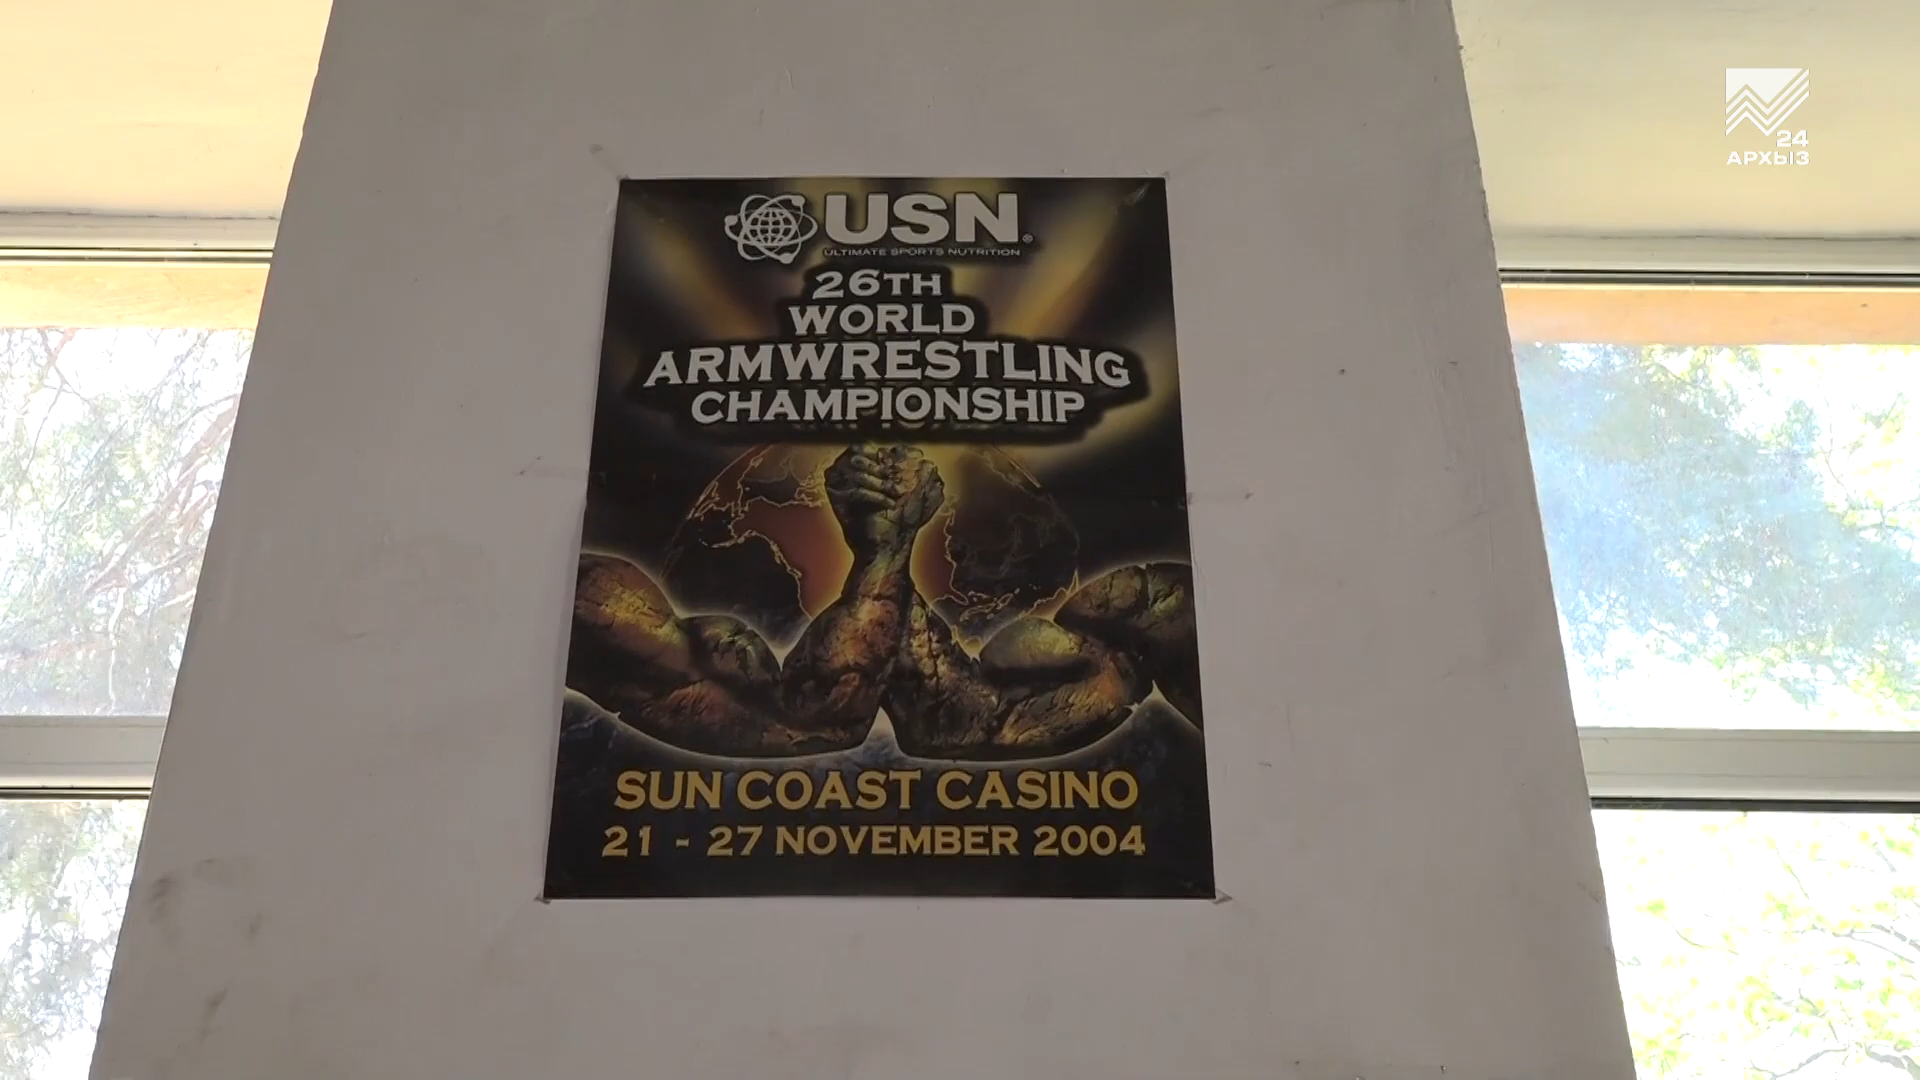 USN
ULTIMATE SPORTS NUTRITION
26TH
WORLD
ARMWRESTLING
CHAMPIONSHIP
SUN COAST CASINO
21 - 27 NOVEMBER 2004
24
АРХЫЗ